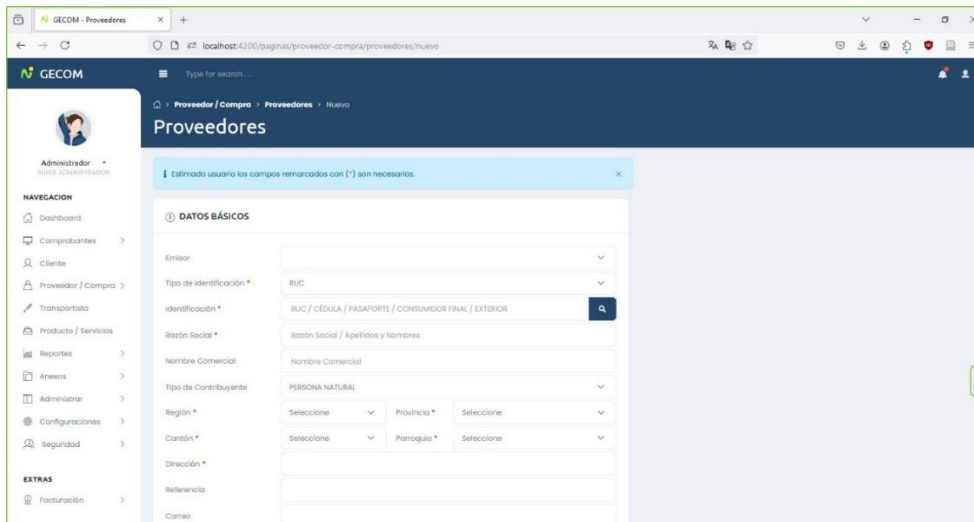 GECOM - Proveedores
localhost:4200/paginas/proveedor-compra/proveedores/nuevo
GECOM
Type for search ...
Proveedor / Compra > Proveedores > Nuevo
Proveedores
Administrador
SUPER ADMINISTRADOR
Estimado usuario los campos remarcados con (*) son necesarios.
NAVEGACION
Dashboard
Comprobantes
Cliente
Proveedor / Compra
Transportista
Producto / Servicios
Reportes
Anexos
Administrar
Configuraciones
Seguridad
EXTRAS
Facturación
DATOS BÁSICOS
Emisor
Tipo de identificación * RUC
Identificación * RUC / CÉDULA / PASAPORTE / CONSUMIDOR FINAL / EXTERIOR
Razón Social * Razón Social / Apellidos y Nombres
Nombre Comercial Nombre Comercial
Tipo de Contribuyente PERSONA NATURAL
Región * Seleccione Provincia * Seleccione
Cantón * Seleccione Parroquia * Seleccione
Dirección *
Referencia
Correo